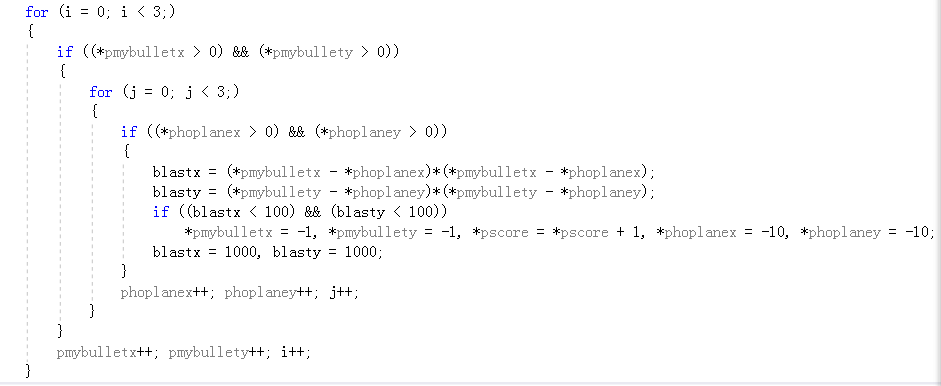 for (i = 0; i < 3;)
{
    if ((*pmybulletx > 0) && (*pmybullety > 0))
    {
        for (j = 0; j < 3;)
        {
            if ((*phoplanex > 0) && (*phoplaney > 0))
            {
                blastx = (*pmybulletx - *phoplanex)*(*pmybulletx - *phoplanex);
                blasty = (*pmybullety - *phoplaney)*(*pmybullety - *phoplaney);
                if ((blastx < 100) && (blasty < 100))
                    *pmybulletx = -1, *pmybullety = -1, *pscore = *pscore + 1, *phoplanex = -10, *phoplaney = -10;
                blastx = 1000, blasty = 1000;
            }
            phoplanex++; phoplaney++; j++;
        }
    }
    pmybulletx++; pmybullety++; i++;
}